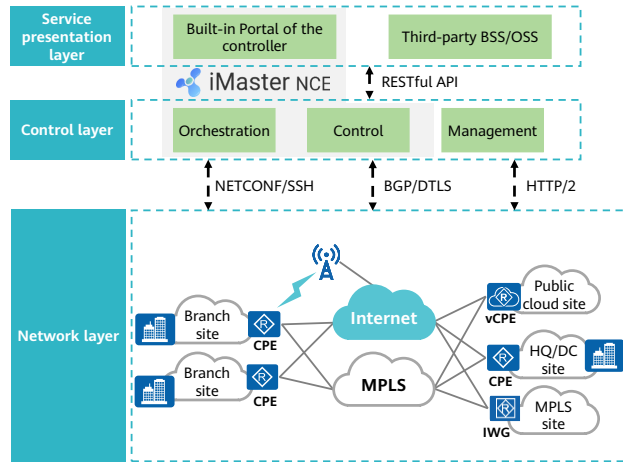 Service
presentation
layer
Built-in Portal of the
controller
Third-party BSS/OSS
iMaster NCE
RESTful API
Control layer
Orchestration
Control
Management
NETCONF/SSH
BGP/DTLS
HTTP/2
Network layer
Branch
site
R
CPE
Branch
site
R
CPE
Internet
MPLS
R
vCPE
Public
cloud site
R
CPE
HQ/DC
site
R
IWG
MPLS
site